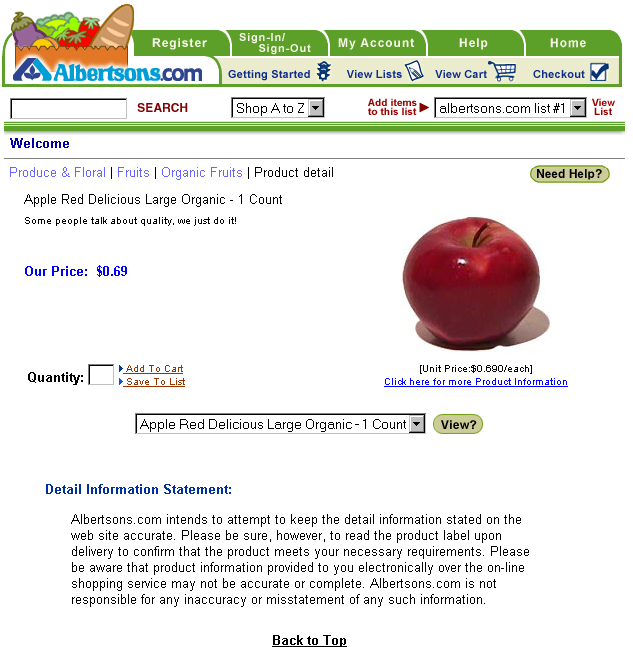 Register
Sign-In/
Sign-Out
My Account
Help
Home
Albertsons.com
Getting Started
View Lists
View Cart
Checkout
SEARCH
Shop A to Z
Add items
to this list
albertsons.com list #1
View
List
Welcome
Produce & Floral | Fruits | Organic Fruits | Product detail
Need Help?
Apple Red Delicious Large Organic - 1 Count
Some people talk about quality, we just do it!
Our Price: $0.69
Quantity:
Add To Cart
Save To List
[Unit Price:$0.690/each]
Click here for more Product Information
Apple Red Delicious Large Organic - 1 Count
View?
Detail Information Statement:
Albertsons.com intends to attempt to keep the detail information stated on the
web site accurate. Please be sure, however, to read the product label upon
delivery to confirm that the product meets your necessary requirements. Please
be aware that product information provided to you electronically over the on-line
shopping service may not be accurate or complete. Albertsons.com is not
responsible for any inaccuracy or misstatement of any such information.
Back to Top